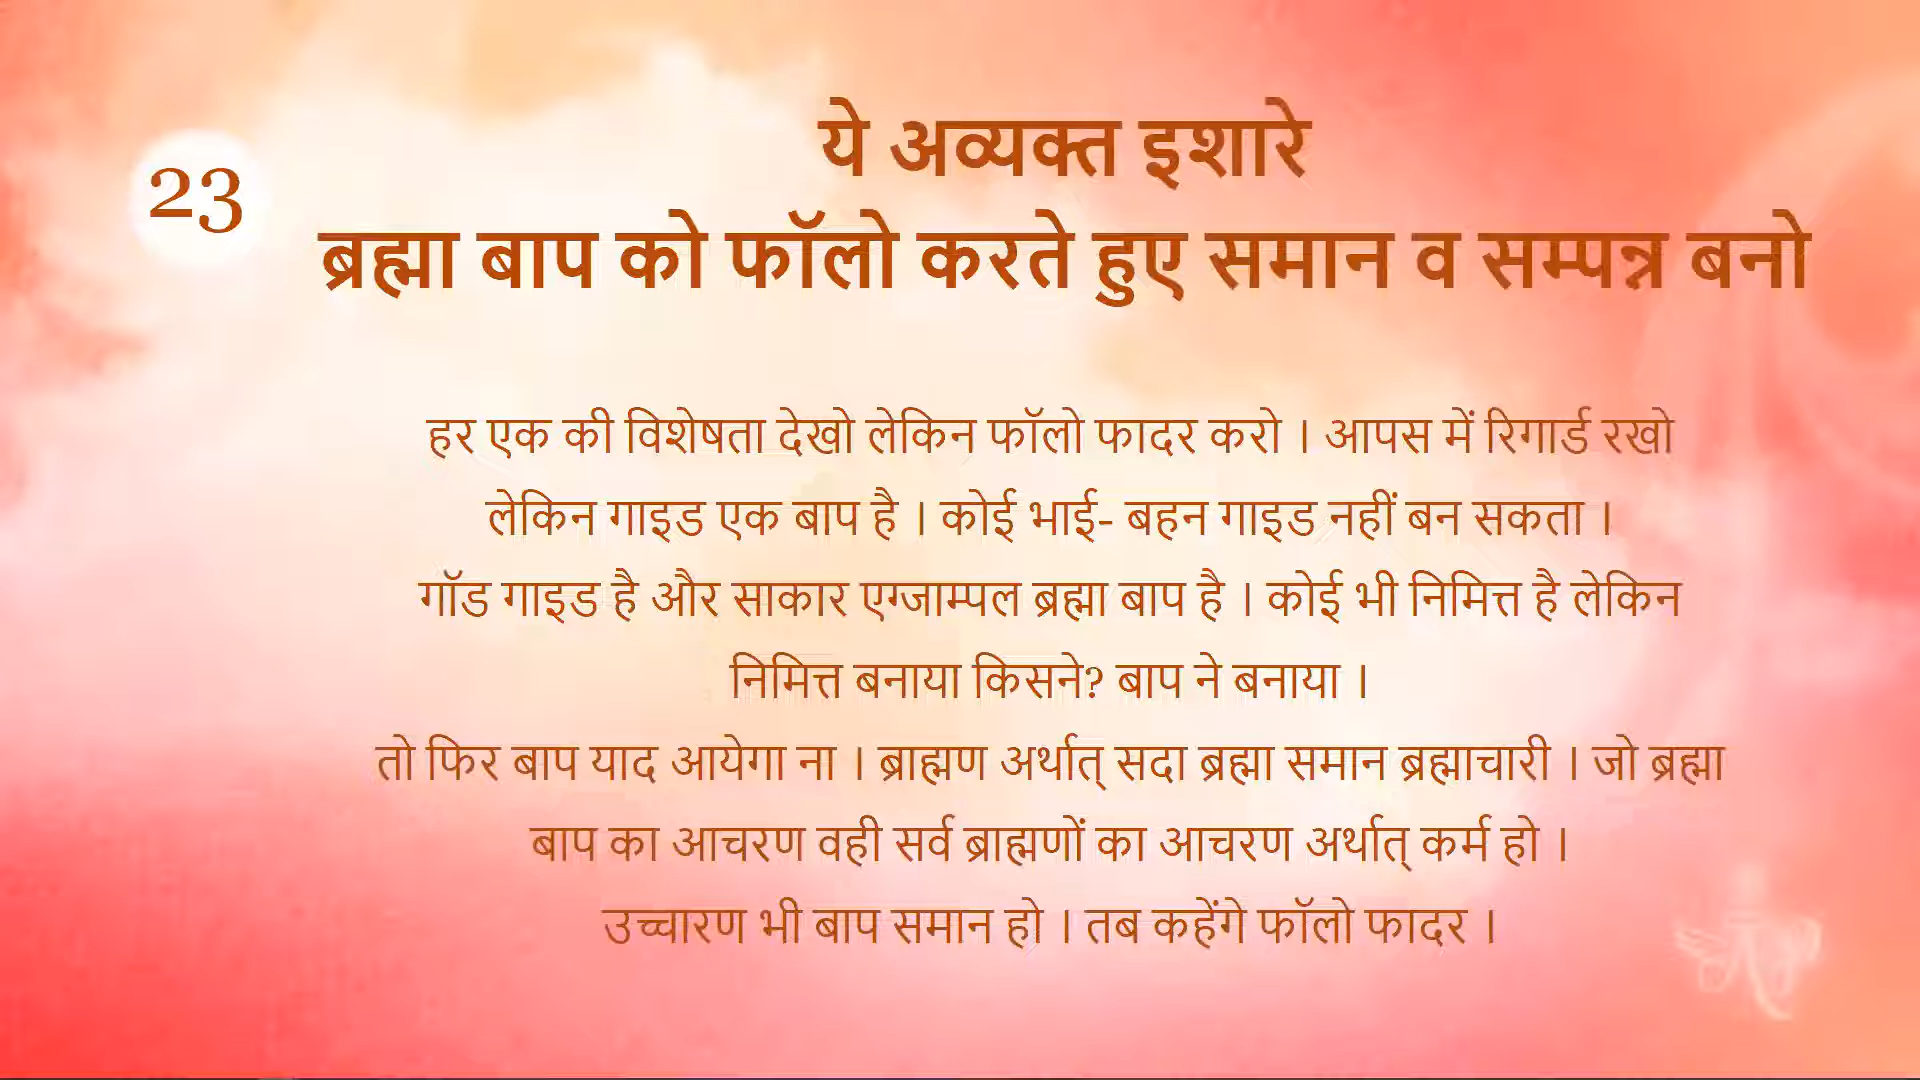 23
ये अव्यक्त इशारे
ब्रह्मा बाप को फॉलो करते हुए समान व सम्पन्न बनो
हर एक की विशेषता देखो लेकिन फॉलो फादर करो । आपस में रिगार्ड रखो
लेकिन गाइड एक बाप है । कोई भाई- बहन गाइड नहीं बन सकता ।
गॉड गाइड है और साकार एग्जाम्पल ब्रह्मा बाप है । कोई भी निमित्त है लेकिन
निमित्त बनाया किसने? बाप ने बनाया ।
तो फिर बाप याद आयेगा ना । ब्राह्मण अर्थात् सदा ब्रह्मा समान ब्रह्माचारी । जो ब्रह्मा
बाप का आचरण वही सर्व ब्राह्मणों का आचरण अर्थात् कर्म हो ।
उच्चारण भी बाप समान हो । तब कहेंगे फॉलो फादर ।